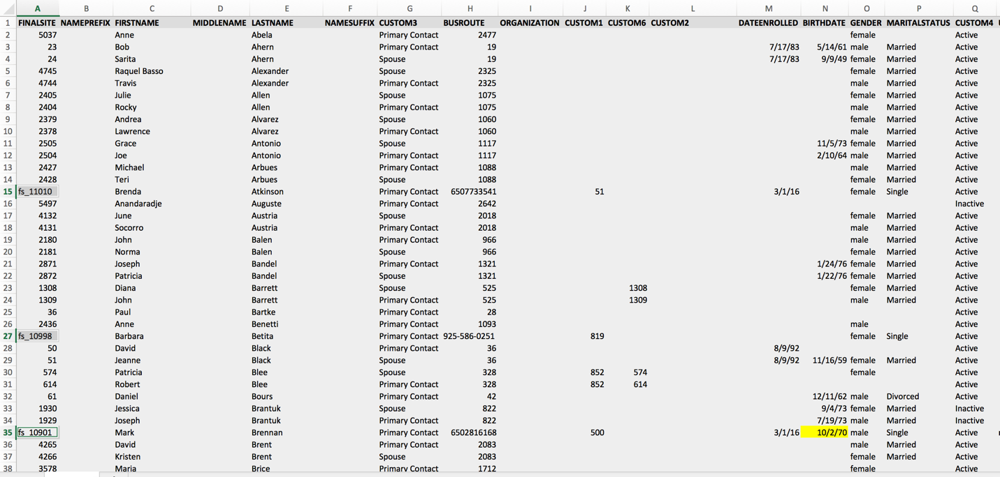 A B C D E F G H I J K L M N O P Q
1 FINALSITE NAMEPREFIX FIRSTNAME MIDDLENAME LASTNAME NAMESUFFIX CUSTOM3 BUSROUTE ORGANIZATION CUSTOM1 CUSTOM6 CUSTOM2 DATEENROLLED BIRTHDATE GENDER MARITALSTATUS CUSTOM4
2 5037 Anne Abela Primary Contact 2477 female Active
3 23 Bob Ahern Primary Contact 19 7/17/83 5/14/61 male Married Active
4 24 Sarita Ahern Spouse 19 7/17/83 9/9/49 female Married Active
5 4745 Raquel Basso Alexander Spouse 2325 female Married Active
6 4744 Travis Alexander Primary Contact 2325 male Married Active
7 2405 Julie Allen Spouse 1075 female Married Active
8 2404 Rocky Allen Primary Contact 1075 male Married Active
9 2379 Andrea Alvarez Spouse 1060 female Married Active
10 2378 Lawrence Alvarez Primary Contact 1060 male Married Active
11 2505 Grace Antonio Spouse 1117 11/5/73 female Married Active
12 2504 Joe Antonio Primary Contact 1117 2/10/64 male Married Active
13 2427 Michael Arbues Primary Contact 1088 male Married Active
14 2428 Teri Arbues Spouse 1088 female Married Active
15 fs_11010 Brenda Atkinson Primary Contact 6507733541 51 3/1/16 female Single Active
16 5497 Anandaradje Auguste Primary Contact 2642 Inactive
17 4132 June Austria Spouse 2018 female Married Active
18 4131 Socorro Austria Primary Contact 2018 male Married Active
19 2180 John Balen Primary Contact 966 male Married Active
20 2181 Norma Balen Spouse 966 female Married Active
21 2871 Joseph Bandel Primary Contact 1321 1/24/76 female Married Active
22 2872 Patricia Bandel Spouse 1321 1/22/76 female Married Active
23 1308 Diana Barrett Spouse 525 1308 female Married Active
24 1309 John Barrett Primary Contact 525 1309 male Married Active
25 36 Paul Bartke Primary Contact 28 Active
26 2436 Anne Benetti Primary Contact 1093 male Active
27 fs_10998 Barbara Betita Primary Contact 925-586-0251 819 female Single Active
28 50 David Black Primary Contact 36 8/9/92 Active
29 51 Jeanne Black Spouse 36 8/9/92 11/16/59 female Married Active
30 574 Patricia Blee Spouse 328 852 574 female Active
31 614 Robert Blee Primary Contact 328 852 614 Active
32 61 Daniel Bours Primary Contact 42 12/11/62 male Divorced Active
33 1930 Jessica Brantuk Spouse 822 9/4/73 female Married Inactive
34 1929 Joseph Brantuk Primary Contact 822 7/19/73 male Married Inactive
35 fs_10901 Mark Brennan Primary Contact 6502816168 500 3/1/16 10/2/70 male Single Active
36 4265 David Brent Primary Contact 2083 male Married Active
37 4266 Kristen Brent Spouse 2083 female Married Active
38 3578 Maria Brice Primary Contact 1712 female Active